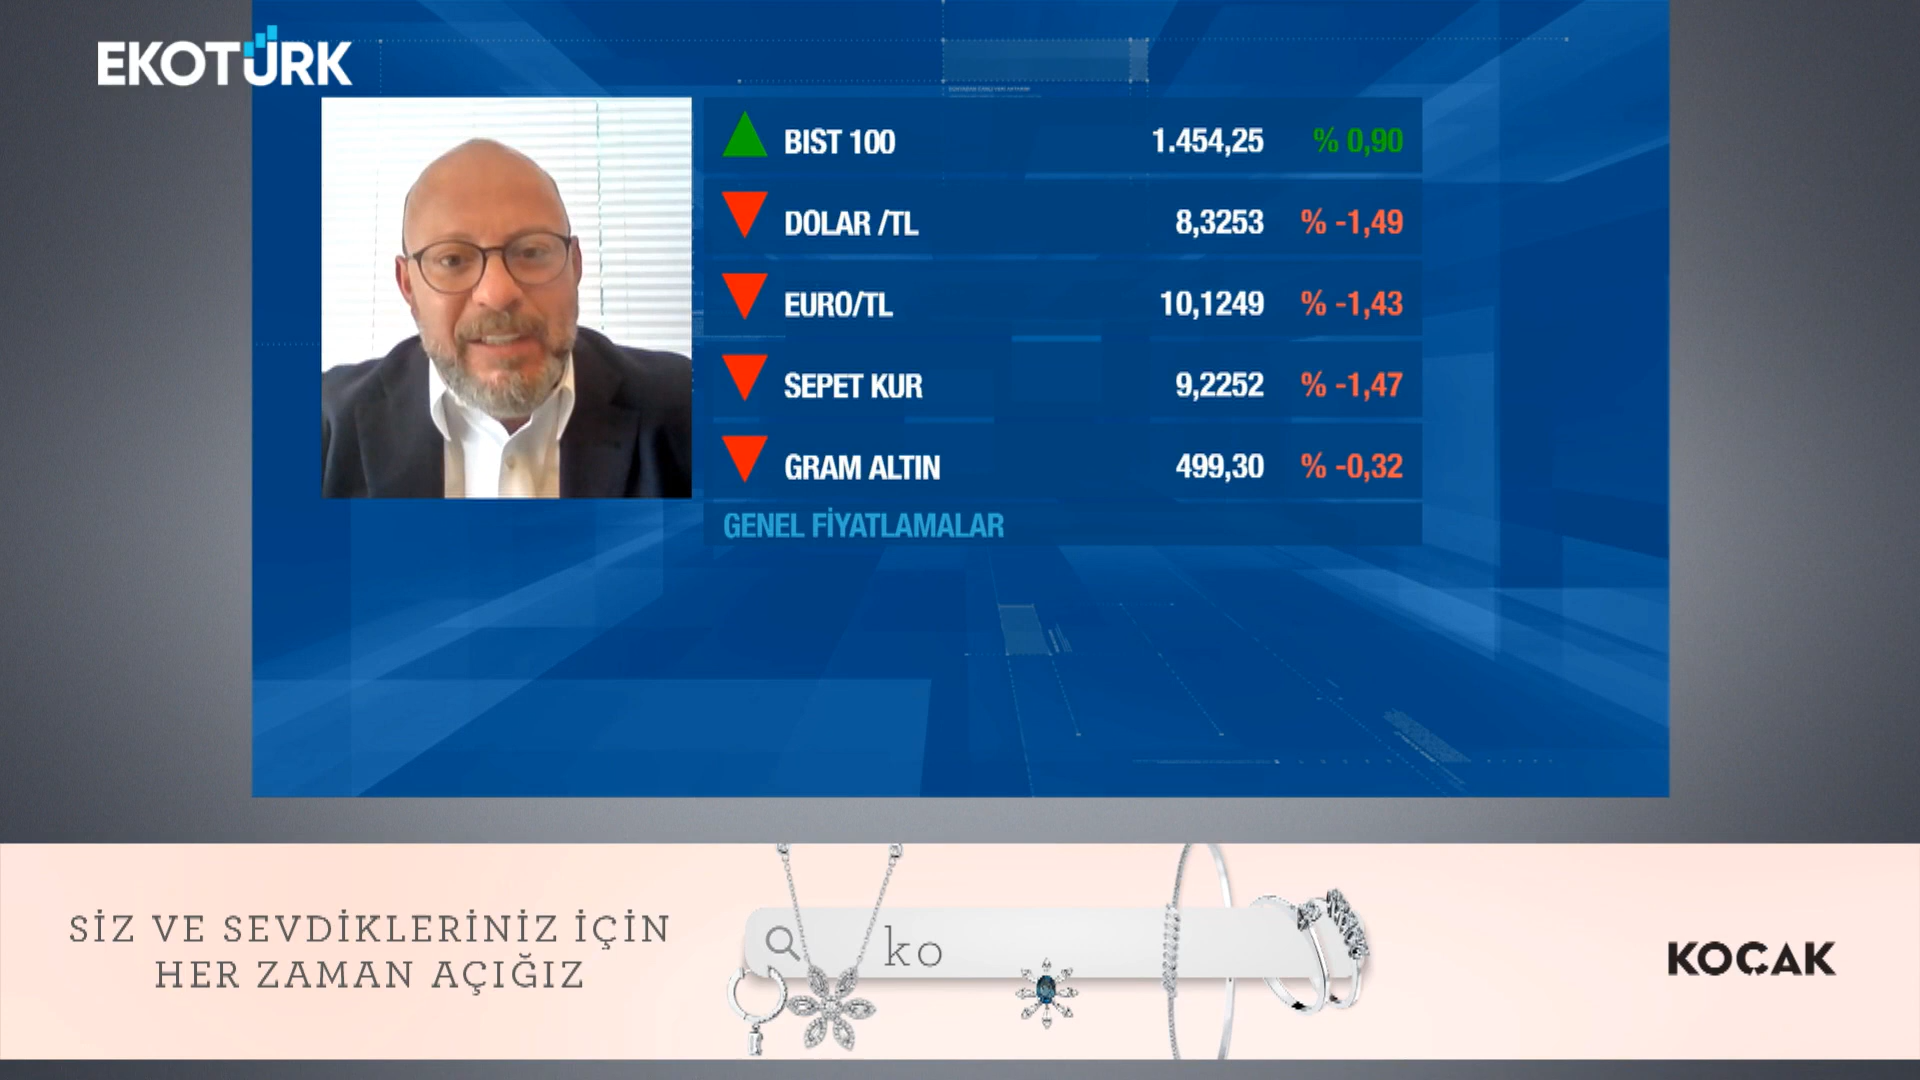 EKOTÜRK
BIST 100 1.454,25 % 0,90
DOLAR /TL 8,3253 % -1,49
EURO/TL 10,1249 % -1,43
SEPET KUR 9,2252 % -1,47
GRAM ALTIN 499,30 % -0,32
GENEL FİYATLAMALAR
SİZ VE SEVDİKLERİNİZ İÇİN
HER ZAMAN AÇIĞIZ
ko
KOÇAK